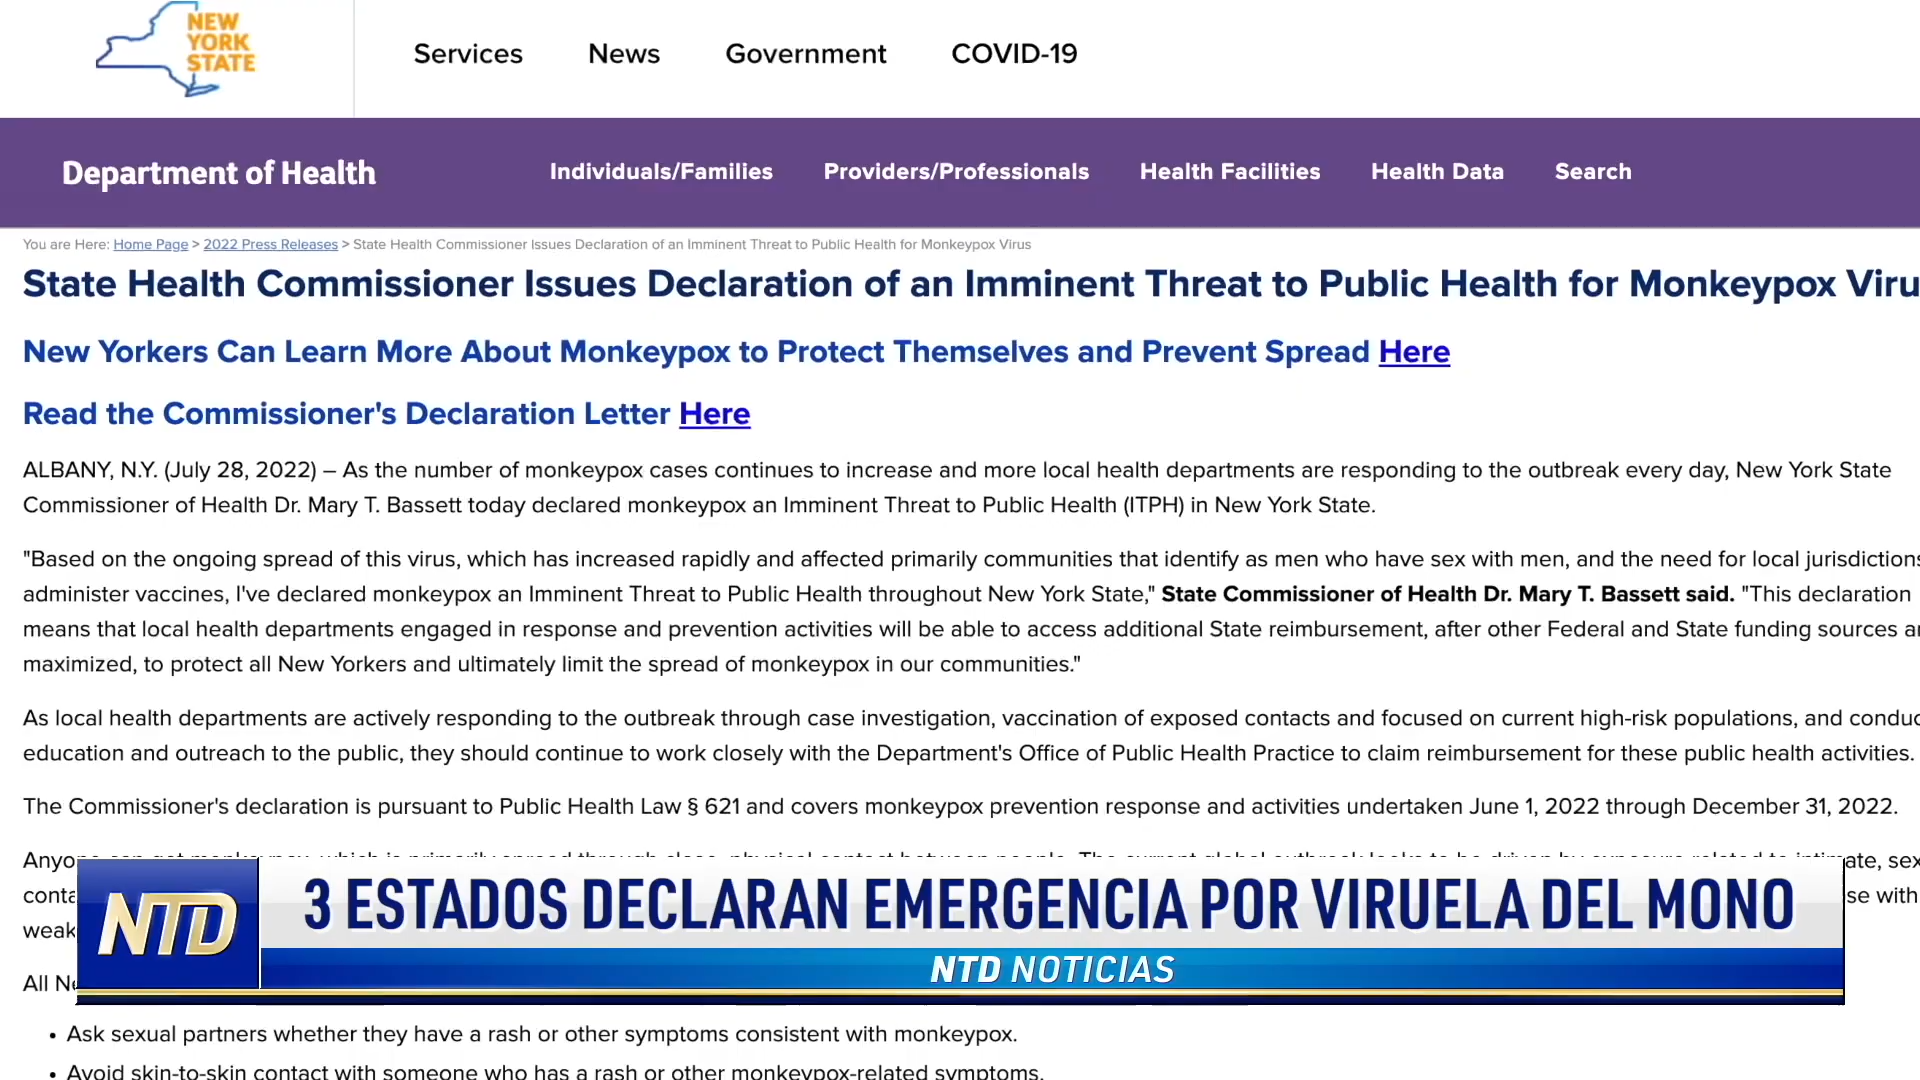 NEW
YORK
STATE
Services News Government COVID-19
Department of Health Individuals/Families Providers/Professionals Health Facilities Health Data Search
You are Here: Home Page > 2022 Press Releases > State Health Commissioner Issues Declaration of an Imminent Threat to Public Health for Monkeypox Virus
State Health Commissioner Issues Declaration of an Imminent Threat to Public Health for Monkeypox Viru
New Yorkers Can Learn More About Monkeypox to Protect Themselves and Prevent Spread Here
Read the Commissioner's Declaration Letter Here
ALBANY, N.Y. (July 28, 2022) – As the number of monkeypox cases continues to increase and more local health departments are responding to the outbreak every day, New York State
Commissioner of Health Dr. Mary T. Bassett today declared monkeypox an Imminent Threat to Public Health (ITPH) in New York State.
"Based on the ongoing spread of this virus, which has increased rapidly and affected primarily communities that identify as men who have sex with men, and the need for local jurisdictions
administer vaccines, I've declared monkeypox an Imminent Threat to Public Health throughout New York State," State Commissioner of Health Dr. Mary T. Bassett said. "This declaration
means that local health departments engaged in response and prevention activities will be able to access additional State reimbursement, after other Federal and State funding sources
maximized, to protect all New Yorkers and ultimately limit the spread of monkeypox in our communities."
As local health departments are actively responding to the outbreak through case investigation, vaccination of exposed contacts and focused on current high-risk populations, and
education and outreach to the public, they should continue to work closely with the Department's Office of Public Health Practice to claim reimbursement for these public health activities.
The Commissioner's declaration is pursuant to Public Health Law § 621 and covers monkeypox prevention response and activities undertaken June 1, 2022 through December 31, 2022.
3 ESTADOS DECLARAN EMERGENCIA POR VIRUELA DEL MONO
se with
NTD
NTD NOTICIAS
All
• Ask sexual partners whether they have a rash or other symptoms consistent with monkeypox.
• Avoid skin-to-skin contact with someone who has a rash or other monkeypox-related symptoms.